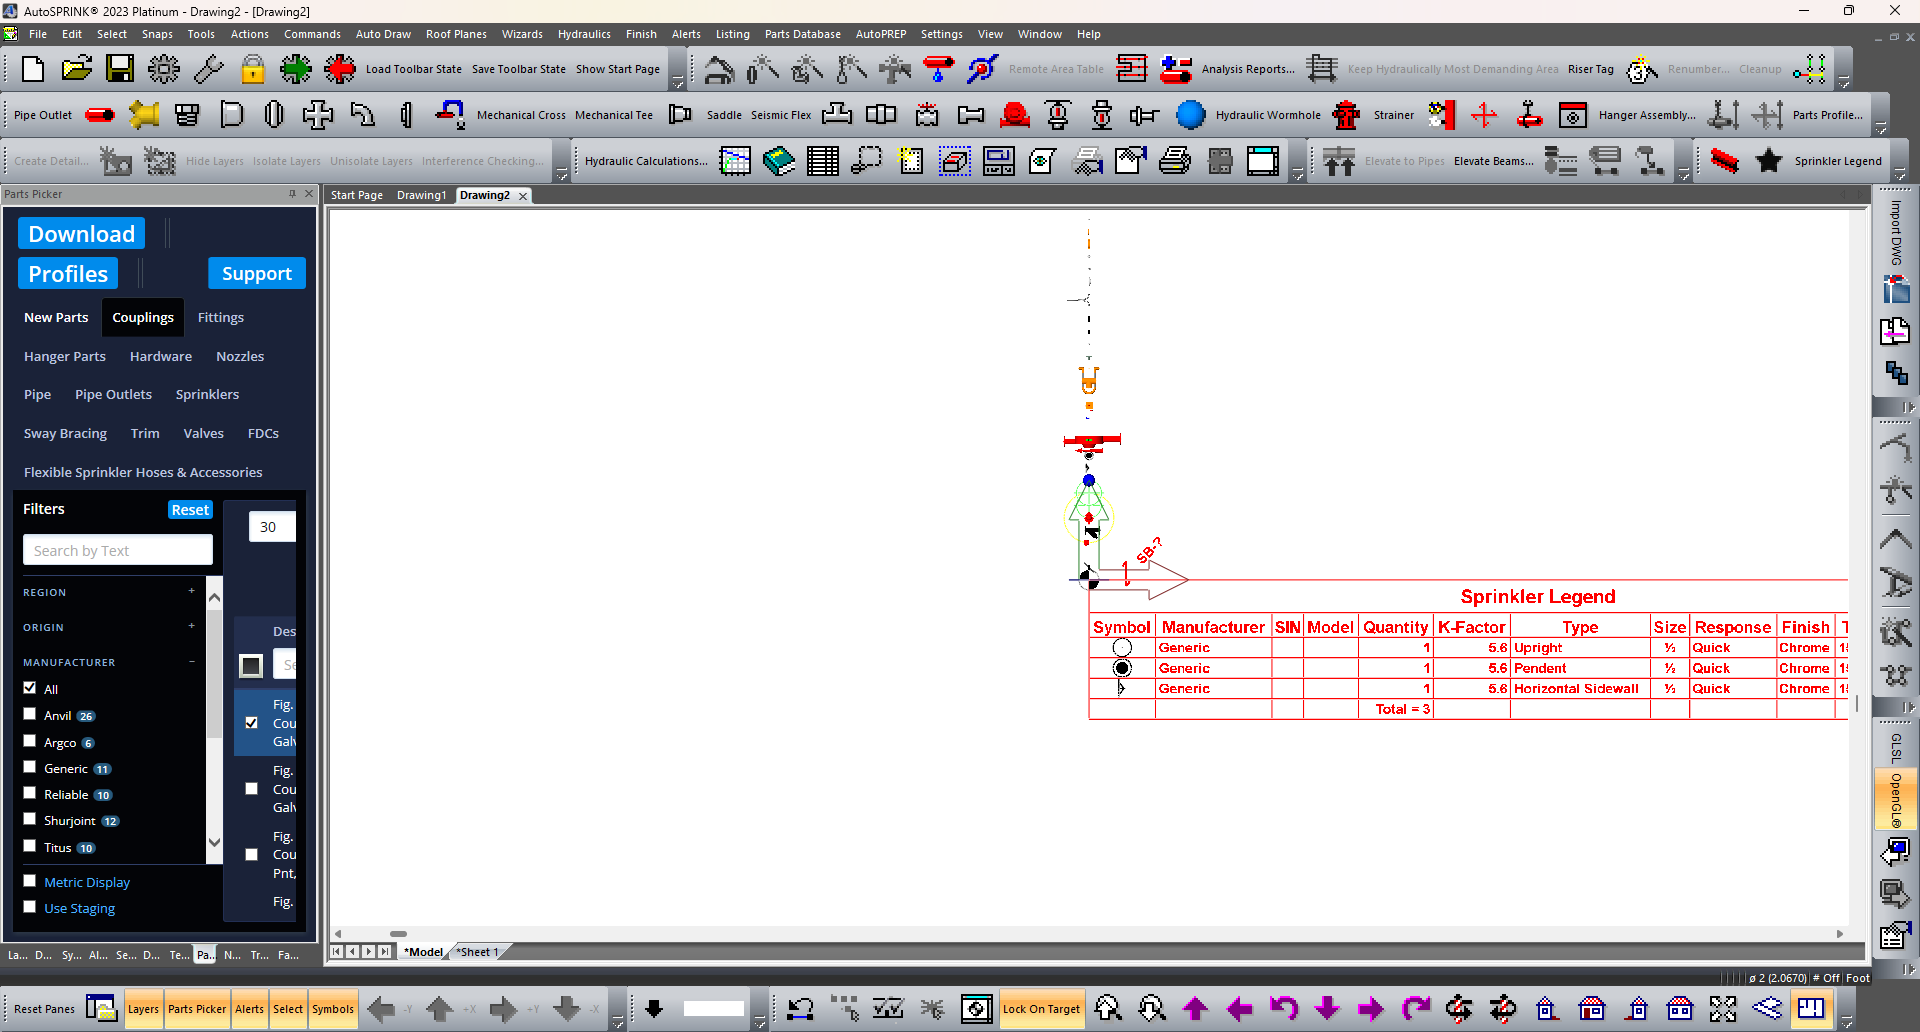 AutoSPRINK® 2023 Platinum - Drawing2 - [Drawing2]
File Edit Select Snaps Tools Actions Commands Auto Draw Roof Planes Wizards Hydraulics Finish Alerts Listing Parts Database AutoPREP Settings View Window Help
Load Toolbar State Save Toolbar State Show Start Page Remote Area Table Analysis Reports... Keep Hydraulically Most Demanding Area Riser Tag Renumber... Cleanup
Pipe Outlet Mechanical Cross Mechanical Tee Saddle Seismic Flex Hydraulic Wormhole Strainer Hanger Assembly... Parts Profile...
Create Detail... Hide Layers Isolate Layers Unisolate Layers Interference Checking... Hydraulic Calculations... Elevate to Pipes Elevate Beams... Sprinkler Legend
Parts Picker
Start Page Drawing1 Drawing2
Download
Profiles Support
New Parts Couplings Fittings
Hanger Parts Hardware Nozzles
Pipe Pipe Outlets Sprinklers
Sway Bracing Trim Valves FDCs
Flexible Sprinkler Hoses & Accessories
Filters Reset
30
Search by Text
REGION +
ORIGIN +
MANUFACTURER −
All
Anvil 26
Argco 6
Generic 11
Reliable 10
Shurjoint 12
Titus 10
Metric Display
Use Staging
Des
Se
Fig.
Cou
Galv
Fig.
Cou
Galv
Fig.
Cou
Pnt,
Fig.
SB-?
Sprinkler Legend
Symbol Manufacturer SIN Model Quantity K-Factor Type Size Response Finish T
Generic 1 5.6 Upright ½ Quick Chrome 1
Generic 1 5.6 Pendent ½ Quick Chrome 1
Generic 1 5.6 Horizontal Sidewall ½ Quick Chrome 1
Total = 3
Import DWG
GLSL
OpenGL®
*Model *Sheet 1
La... D... Sy... Al... Se... D... Te... Pa... N... Tr... Fa...
ø 2 (2.0670) # Off Foot
Reset Panes Layers Parts Picker Alerts Select Symbols -Y +X +Y -X Lock On Target